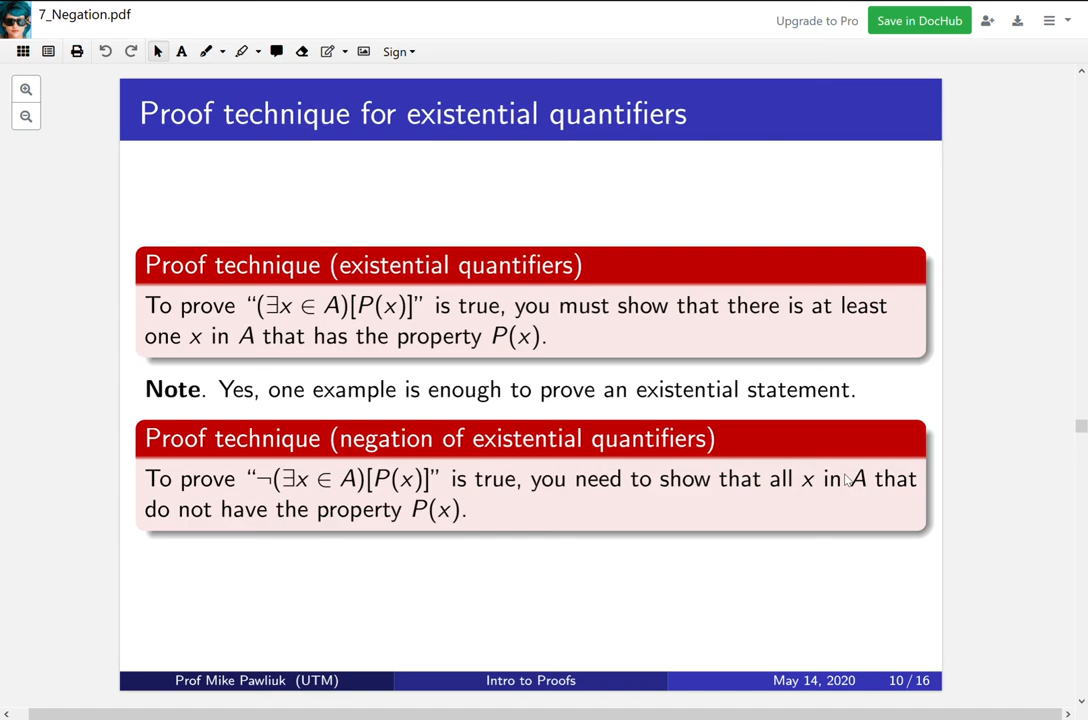 7_Negation.pdf
Upgrade to Pro
Save in DocHub
A
Sign
Proof technique for existential quantifiers
Proof technique (existential quantifiers)
To prove “(∃x ∈ A)[P(x)]” is true, you must show that there is at least
one x in A that has the property P(x).
Note. Yes, one example is enough to prove an existential statement.
Proof technique (negation of existential quantifiers)
To prove “¬(∃x ∈ A)[P(x)]” is true, you need to show that all x in A that
do not have the property P(x).
Prof Mike Pawliuk (UTM)
Intro to Proofs
May 14, 2020
10 / 16